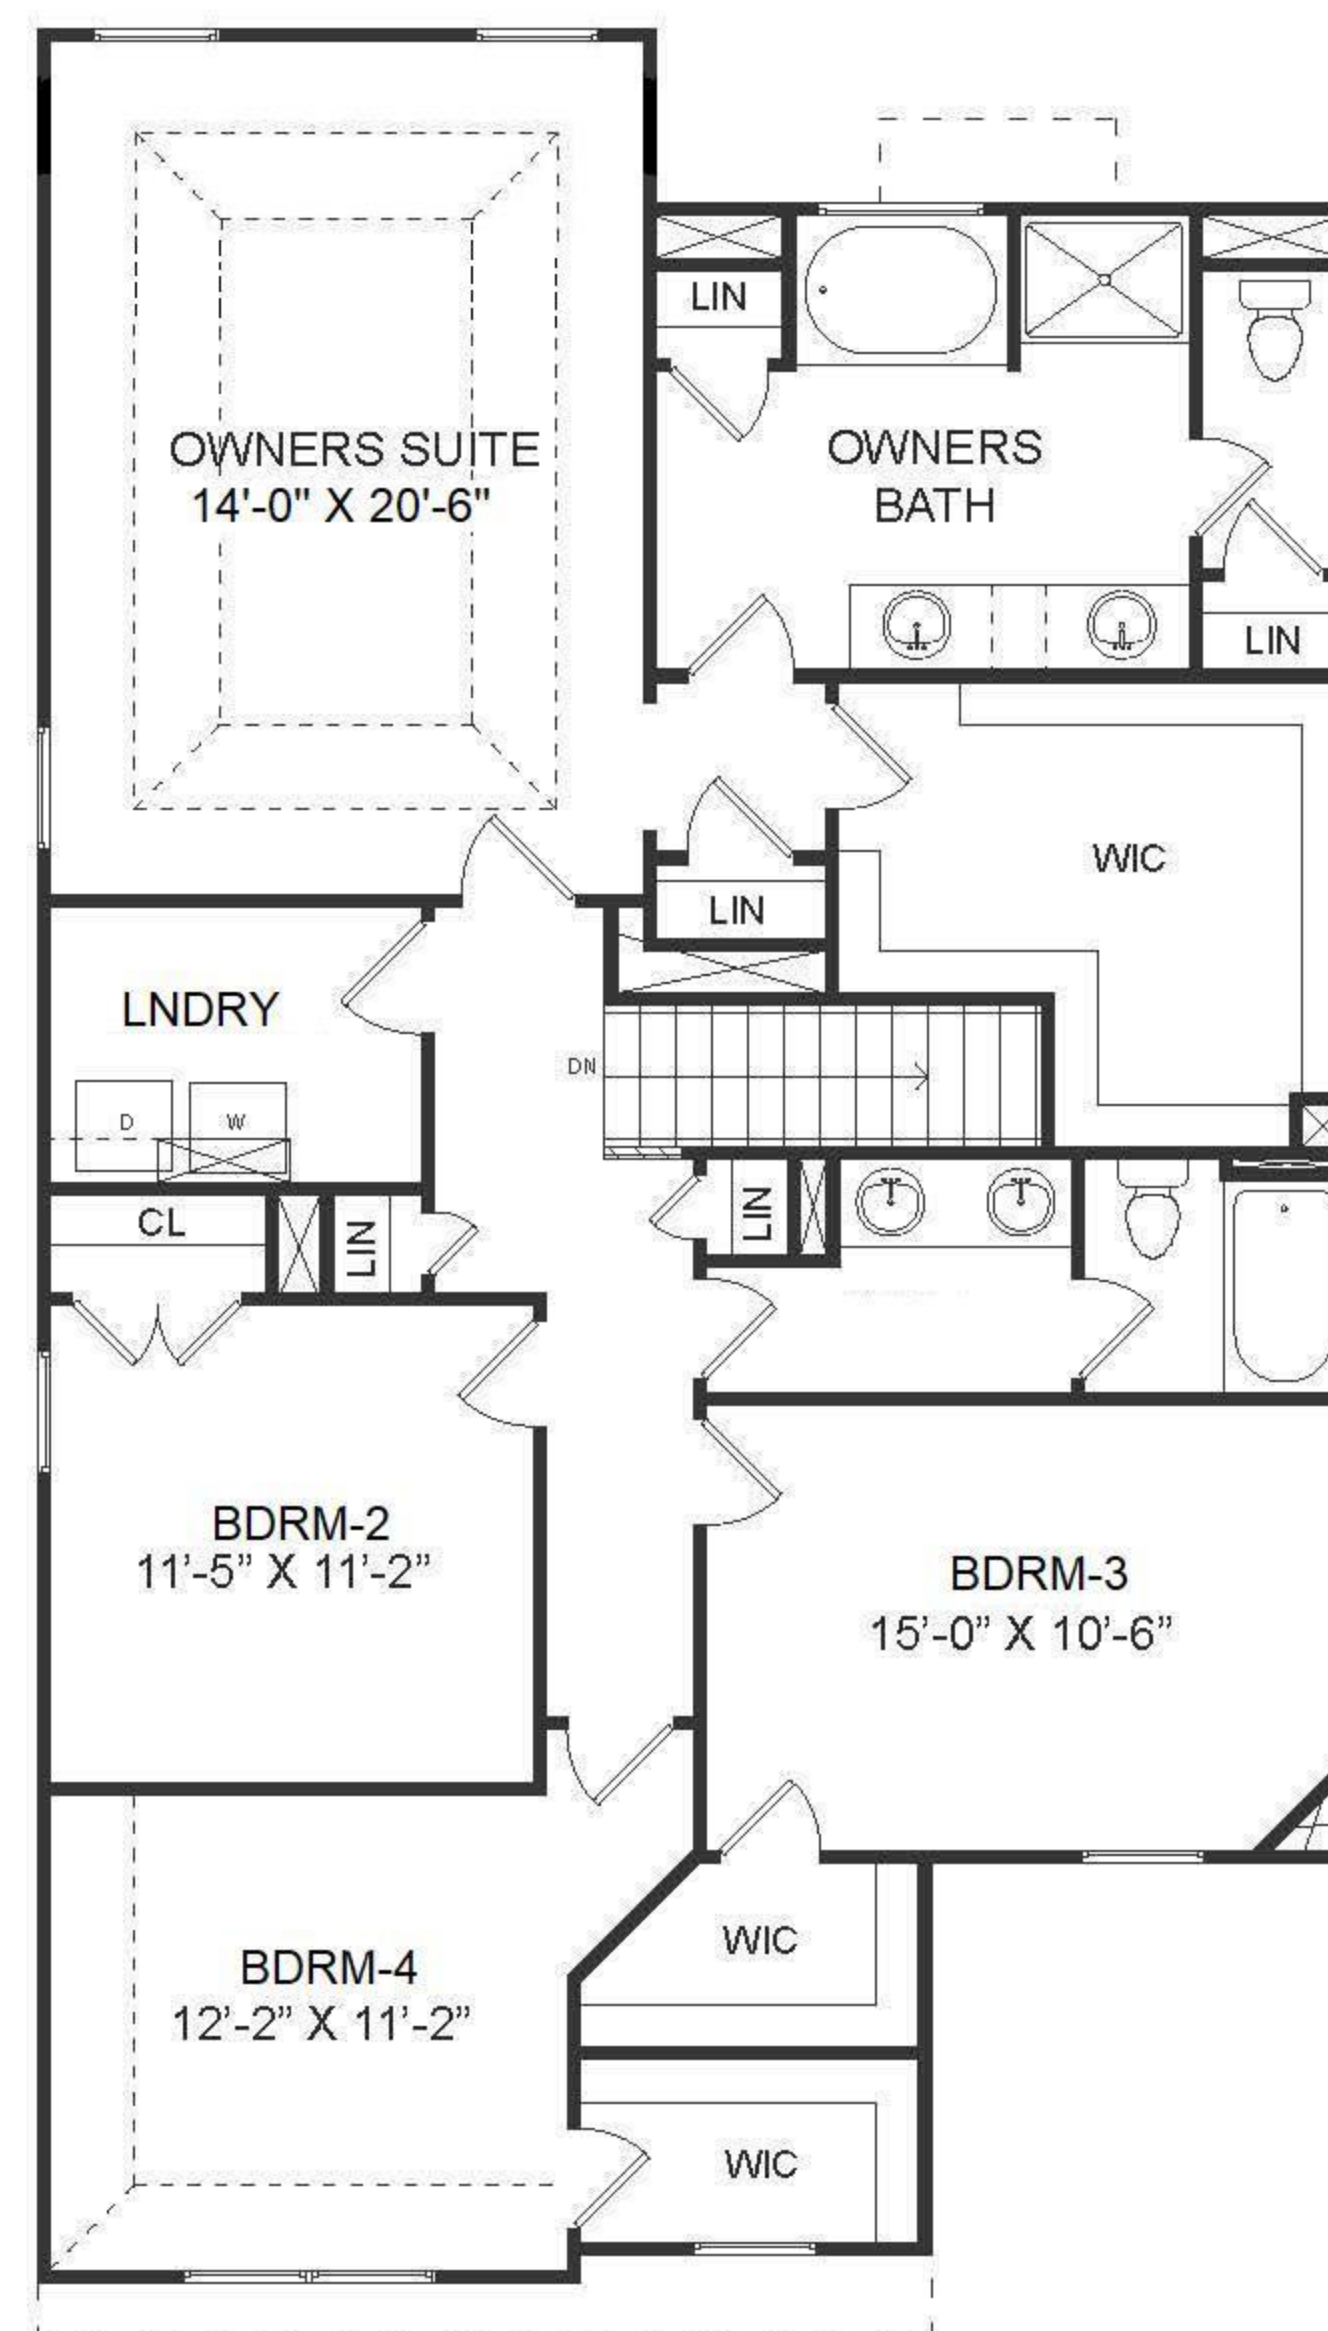 LIN
OWNERS SUITE
14'-0" X 20'-6"
OWNERS
BATH
LIN
WIC
LIN
LNDRY
DN
D
W
CL
LIN
LIN
BDRM-2
11’-5” X 11’-2”
BDRM-3
15’-0” X 10’-6”
WIC
BDRM-4
12’-2” X 11’-2”
WIC